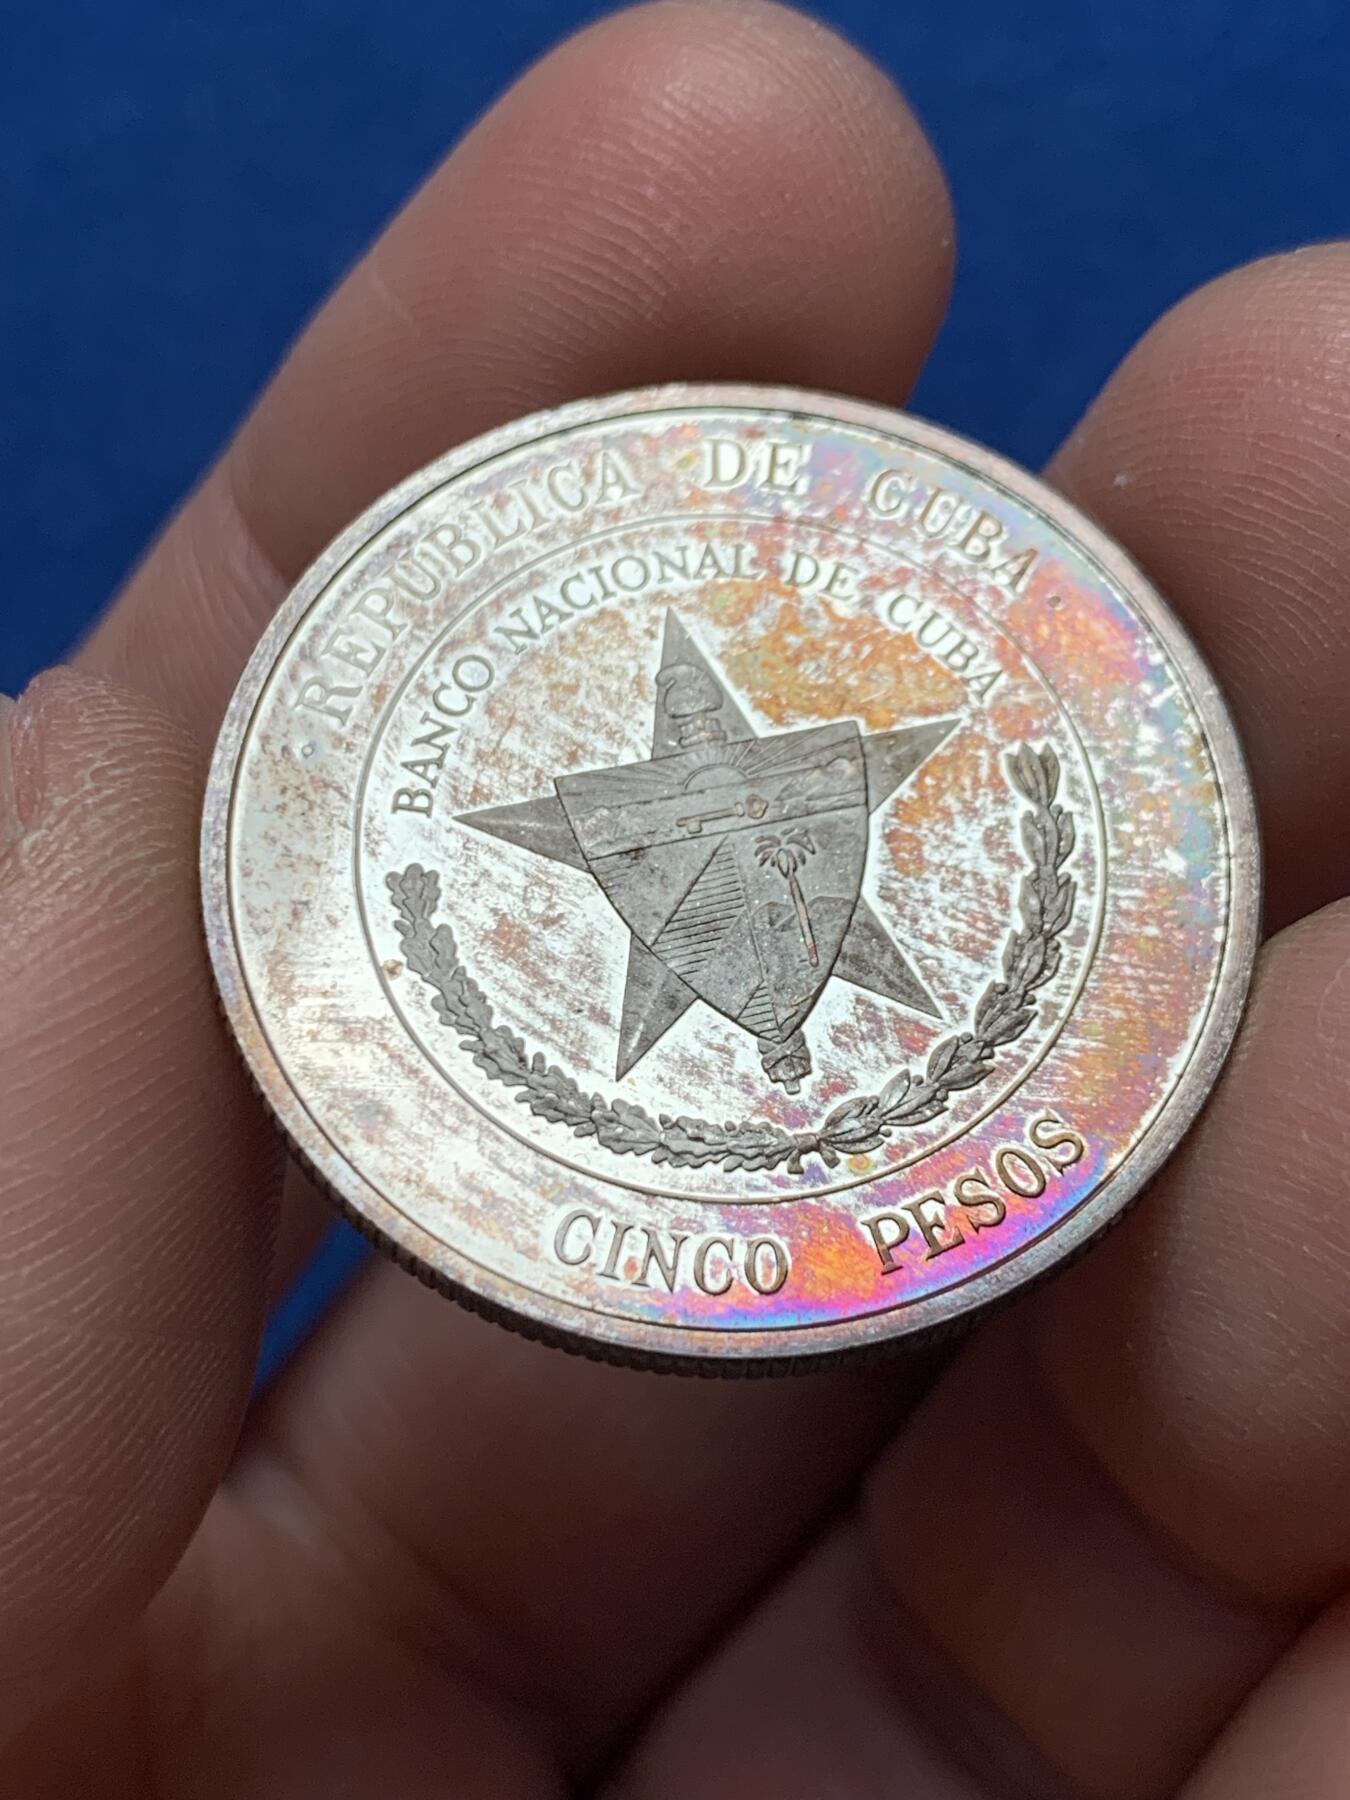 · REPUBLICA DE CUBA ·
BANCO NACIONAL DE CUBA
CINCO PESOS